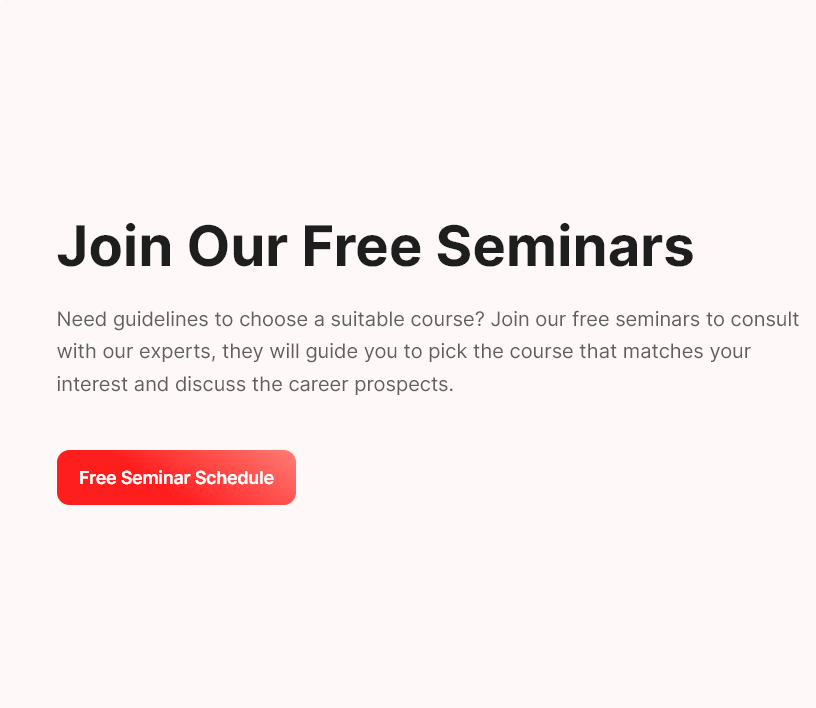 Join Our Free Seminars
Need guidelines to choose a suitable course? Join our free seminars to consult
with our experts, they will guide you to pick the course that matches your
interest and discuss the career prospects.
Free Seminar Schedule